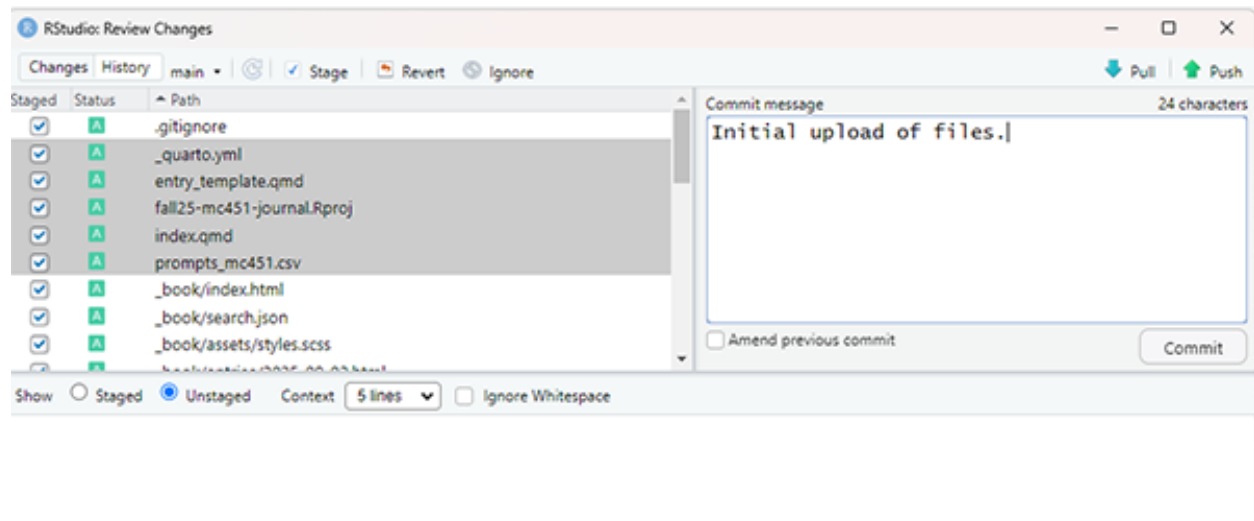 RStudio: Review Changes
Changes History main Stage Revert Ignore Pull Push
Staged Status Path
A .gitignore
A _quarto.yml
A entry_template.qmd
A fall25-mc451-journal.Rproj
A index.qmd
A prompts_mc451.csv
A _book/index.html
A _book/search.json
A _book/assets/styles.scss
Commit message 24 characters
Initial upload of files.
Amend previous commit
Commit
Show Staged Unstaged Context 5 lines Ignore Whitespace